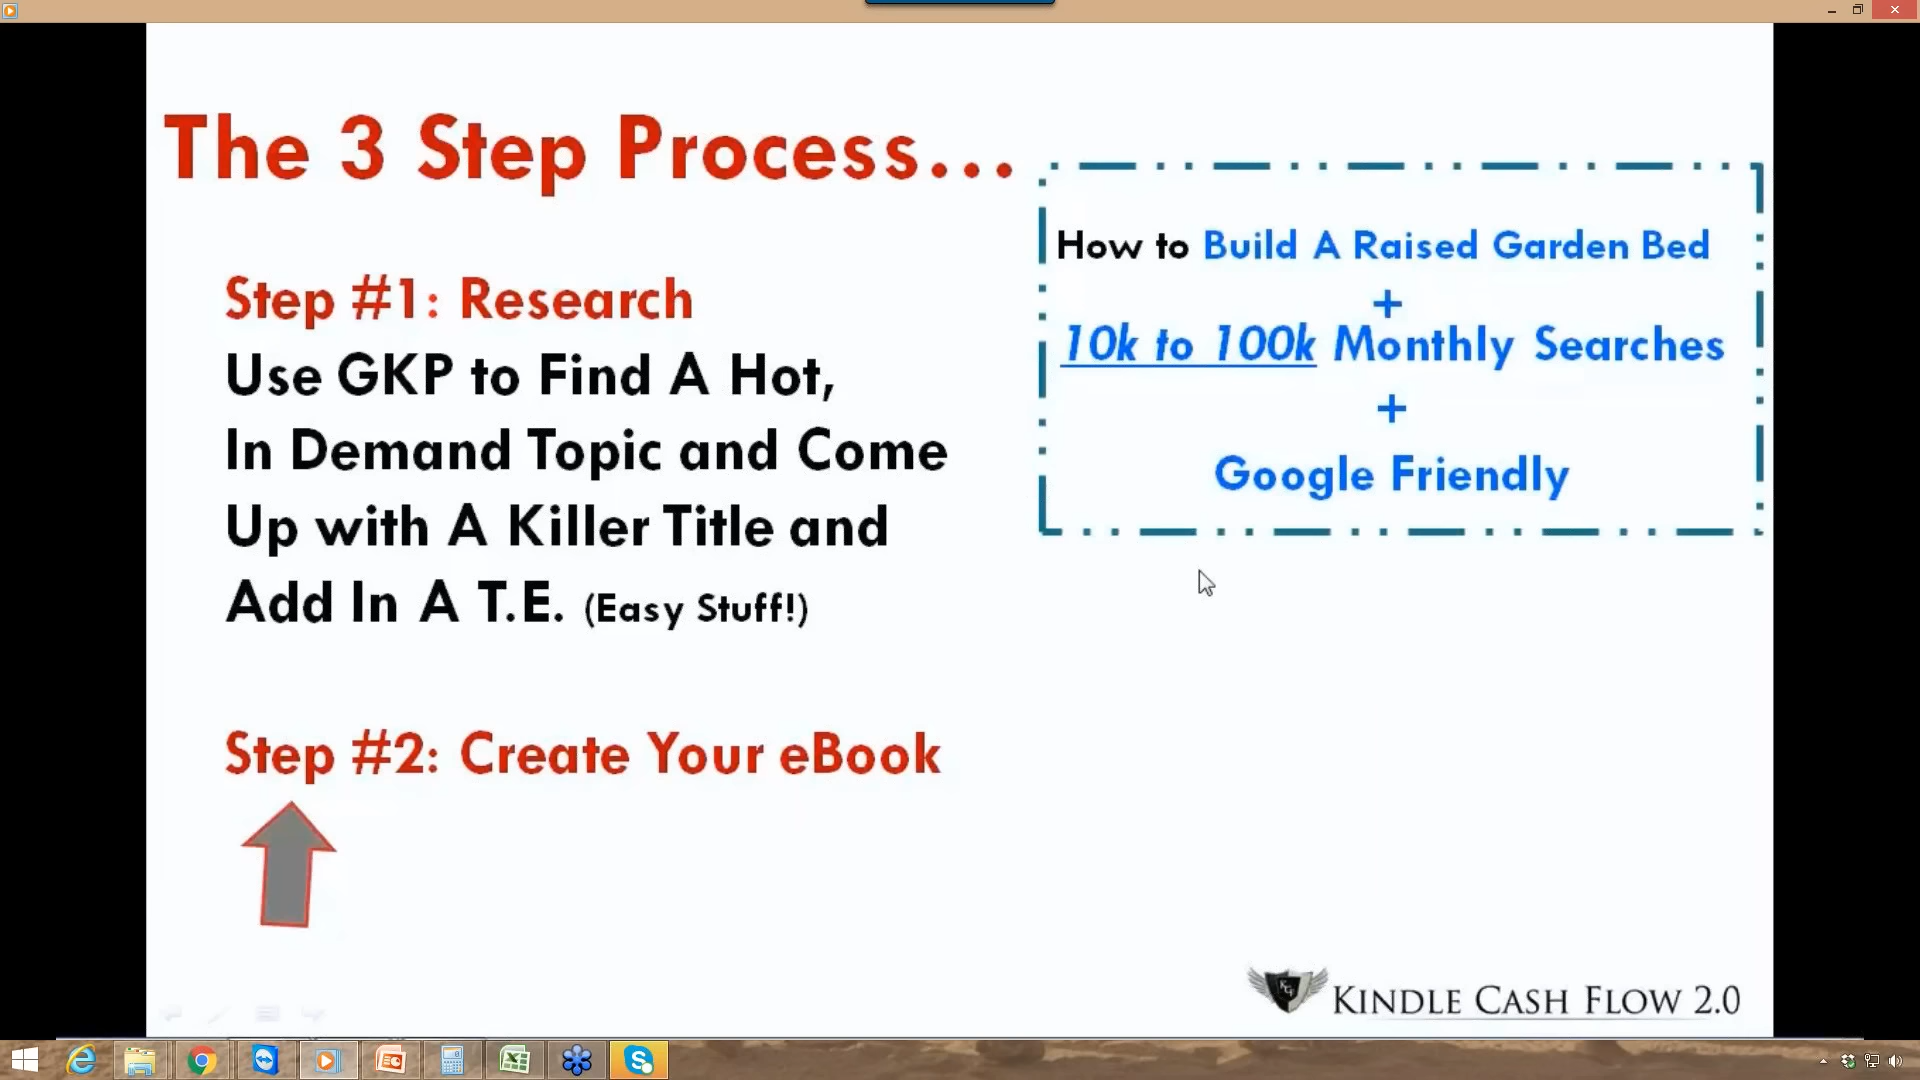 The 3 Step Process...
How to Build A Raised Garden Bed
+
10k to 100k Monthly Searches
+
Google Friendly
Step #1: Research
Use GKP to Find A Hot,
In Demand Topic and Come
Up with A Killer Title and
Add In A T.E. (Easy Stuff!)
Step #2: Create Your eBook
KCF
KINDLE CASH FLOW 2.0